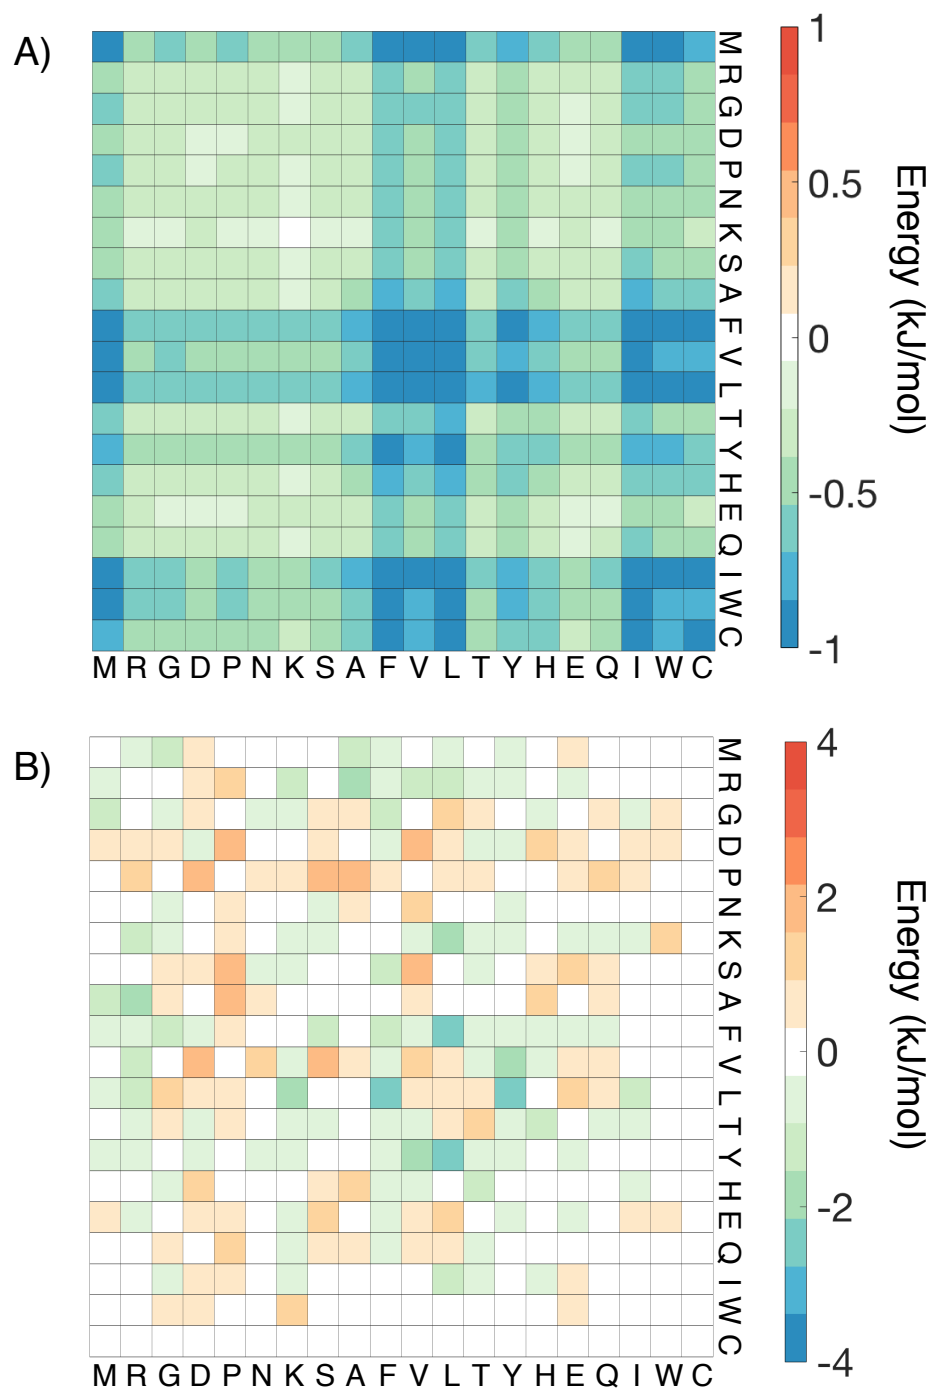 A)
M
R
G
D
P
N
K
S
A
F
V
L
T
Y
H
E
Q
I
W
C
M R G D P N K S A F V L T Y H E Q I W C
1
0.5
0
-0.5
-1
Energy (kJ/mol)
B)
M
R
G
D
P
N
K
S
A
F
V
L
T
Y
H
E
Q
I
W
C
M R G D P N K S A F V L T Y H E Q I W C
4
2
0
-2
-4
Energy (kJ/mol)